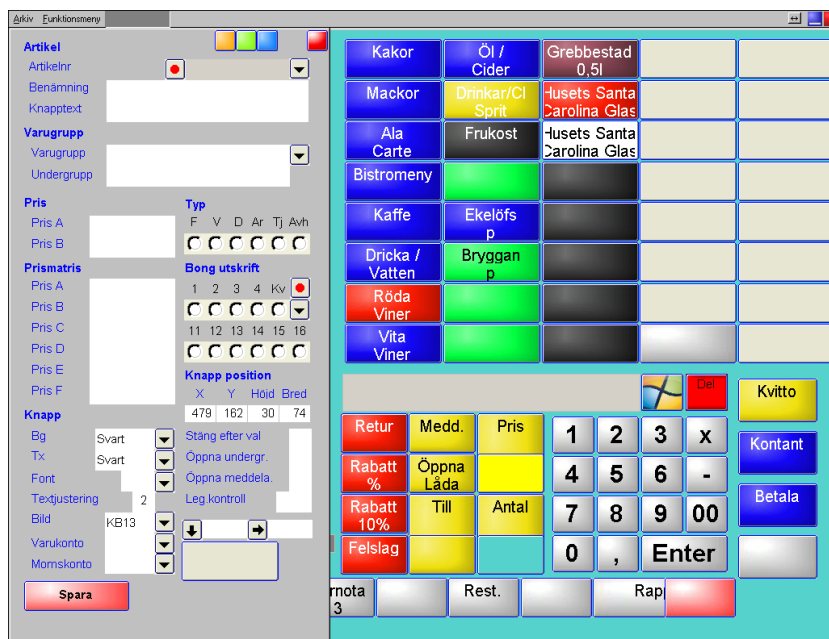 Arkiv Funktionsmeny
Artikel
Artikelnr
Benämning
Knapptext
Varugrupp
Varugrupp
Undergrupp
Pris
Pris A
Pris B
Typ
F V D Ar Tj Avh
Prismatris
Pris A
Pris B
Pris C
Pris D
Pris E
Pris F
Bong utskrift
1 2 3 4 Kv
11 12 13 14 15 16
Knapp position
X Y Höjd Bred
479 162 30 74
Knapp
Bg Svart
Tx Svart
Font
Textjustering 2
Bild KB13
Varukonto
Momskonto
Stäng efter val
Öppna undergr.
Öppna meddela.
Leg.kontroll
Spara
Kakor
Öl /
Cider
Grebbestad
0,5l
Mackor
Drinkar/Cl
Sprit
Husets Santa
Carolina Glas
Ala
Carte
Frukost
Husets Santa
Carolina Glas
Bistromeny
Kaffe
Ekelöfs
p
Dricka /
Vatten
Bryggan
p
Röda
Viner
Vita
Viner
Del
Kvitto
Kontant
Betala
Retur
Medd.
Pris
Rabatt
%
Öppna
Låda
Rabatt
10%
Till
Antal
Felslag
1 2 3 x
4 5 6 -
7 8 9 00
0 , Enter
rnota
3
Rest.
Rapp